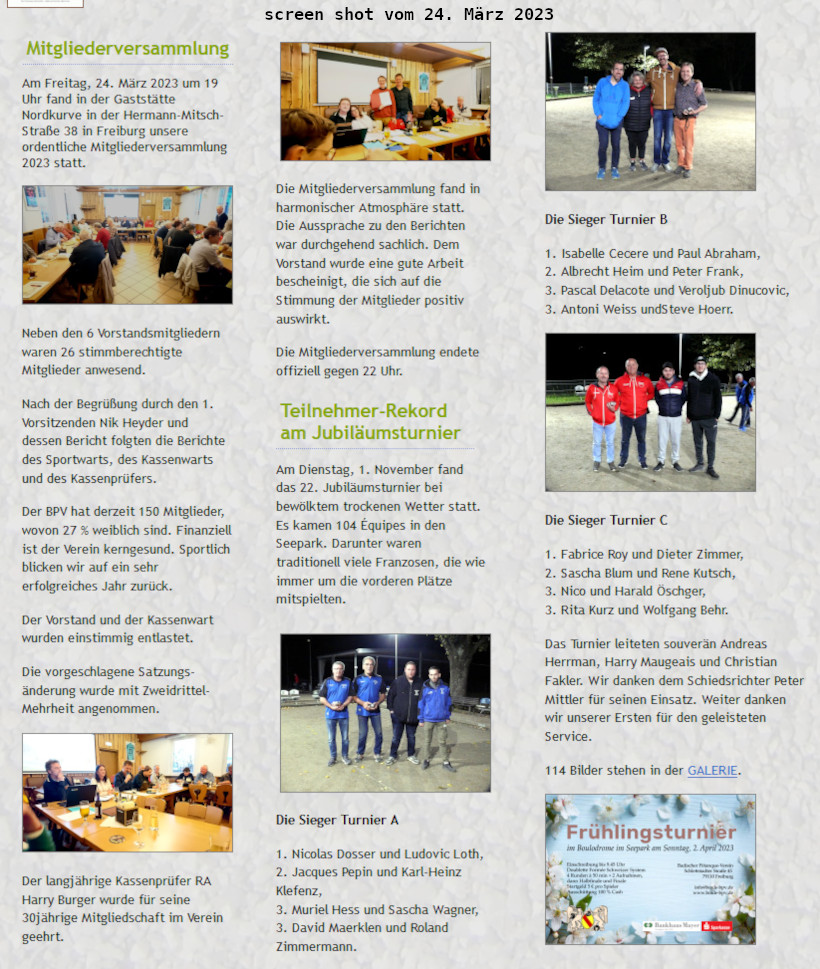 screen shot vom 24. März 2023
Mitgliederversammlung
Am Freitag, 24. März 2023 um 19
Uhr fand in der Gaststätte
Nordkurve in der Hermann-Mitsch-
Straße 38 in Freiburg unsere
ordentliche Mitgliederversammlung
2023 statt.
Neben den 6 Vorstandsmitgliedern
waren 26 stimmberechtigte
Mitglieder anwesend.
Nach der Begrüßung durch den 1.
Vorsitzenden Nik Heyder und
dessen Bericht folgten die Berichte
des Sportwarts, des Kassenwarts
und des Kassenprüfers.
Der BPV hat derzeit 150 Mitglieder,
wovon 27 % weiblich sind. Finanziell
ist der Verein kerngesund. Sportlich
blicken wir auf ein sehr
erfolgreiches Jahr zurück.
Der Vorstand und der Kassenwart
wurden einstimmig entlastet.
Die vorgeschlagene Satzungs-
änderung wurde mit Zweidrittel-
Mehrheit angenommen.
Der langjährige Kassenprüfer RA
Harry Burger wurde für seine
30jährige Mitgliedschaft im Verein
geehrt.
Die Mitgliederversammlung fand in
harmonischer Atmosphäre statt.
Die Aussprache zu den Berichten
war durchgehend sachlich. Dem
Vorstand wurde eine gute Arbeit
bescheinigt, die sich auf die
Stimmung der Mitglieder positiv
auswirkt.
Die Mitgliederversammlung endete
offiziell gegen 22 Uhr.
Teilnehmer-Rekord
am Jubiläumsturnier
Am Dienstag, 1. November fand
das 22. Jubiläumsturnier bei
bewölktem trockenen Wetter statt.
Es kamen 104 Équipes in den
Seepark. Darunter waren
traditionell viele Franzosen, die wie
immer um die vorderen Plätze
mitspielten.
Die Sieger Turnier A
1. Nicolas Dosser und Ludovic Loth,
2. Jacques Pepin und Karl-Heinz
Klefenz,
3. Muriel Hess und Sascha Wagner,
3. David Maerklen und Roland
Zimmermann.
Die Sieger Turnier B
1. Isabelle Cecere und Paul Abraham,
2. Albrecht Heim und Peter Frank,
3. Pascal Delacote und Veroljub Dinucovic,
3. Antoni Weiss undSteve Hoerr.
Die Sieger Turnier C
1. Fabrice Roy und Dieter Zimmer,
2. Sascha Blum und Rene Kutsch,
3. Nico und Harald Öschger,
3. Rita Kurz und Wolfgang Behr.
Das Turnier leiteten souverän Andreas
Herrman, Harry Maugeais und Christian
Fakler. Wir danken dem Schiedsrichter Peter
Mittler für seinen Einsatz. Weiter danken
wir unserer Ersten für den geleisteten
Service.
114 Bilder stehen in der GALERIE.
Frühlingsturnier
im Boulodrome im Seepark am Sonntag, 2. April 2023
Einschreibung bis 9.45 Uhr
Badischer Pétanque-Verein
79110 Freiburg
Bankhaus Mayer
Sparkasse